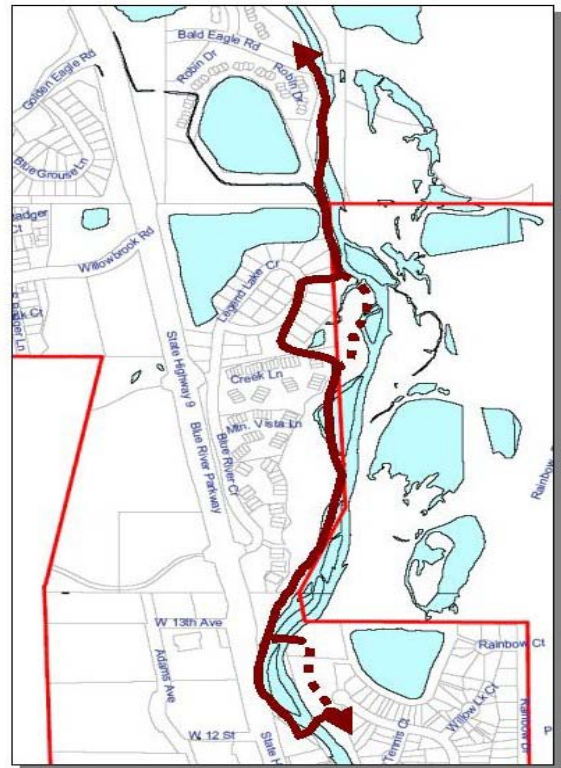 Bald Eagle Rd
Golden Eagle Rd
Robin Dr
Robin Dr
Blue Grouse Ln
Willowbrook Rd
Legend Lake Cr
State Highway 9
Creek Ln
Mtn. Vista Ln
Blue River Parkway
Blue River Cr
W 13th Ave
Rainbow Ct
Adams Ave
Willow Lk Ct
Rainbow Dr
Tennis Ct
W 12 St